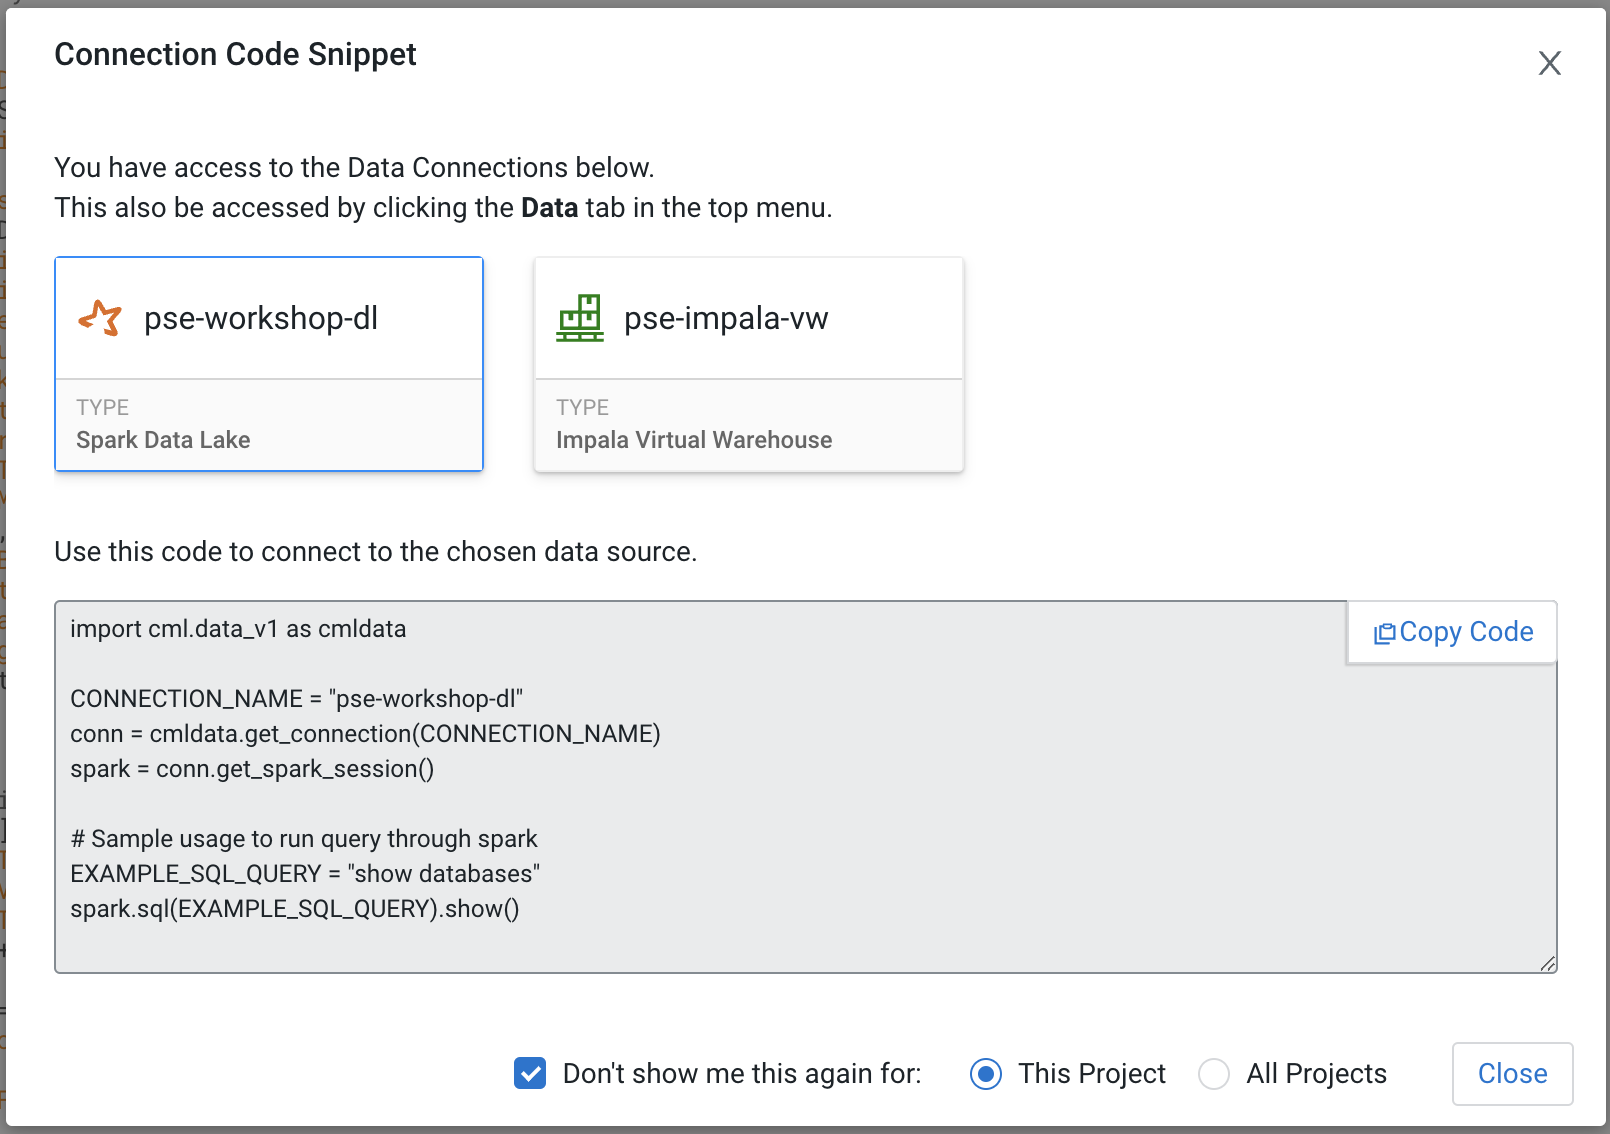 Connection Code Snippet
You have access to the Data Connections below.
This also be accessed by clicking the Data tab in the top menu.
pse-workshop-dl
TYPE
Spark Data Lake
pse-impala-vw
TYPE
Impala Virtual Warehouse
Use this code to connect to the chosen data source.
Copy Code
import cml.data_v1 as cmldata
CONNECTION_NAME = "pse-workshop-dl"
conn = cmldata.get_connection(CONNECTION_NAME)
spark = conn.get_spark_session()
# Sample usage to run query through spark
EXAMPLE_SQL_QUERY = "show databases"
spark.sql(EXAMPLE_SQL_QUERY).show()
Don't show me this again for:
This Project
All Projects
Close